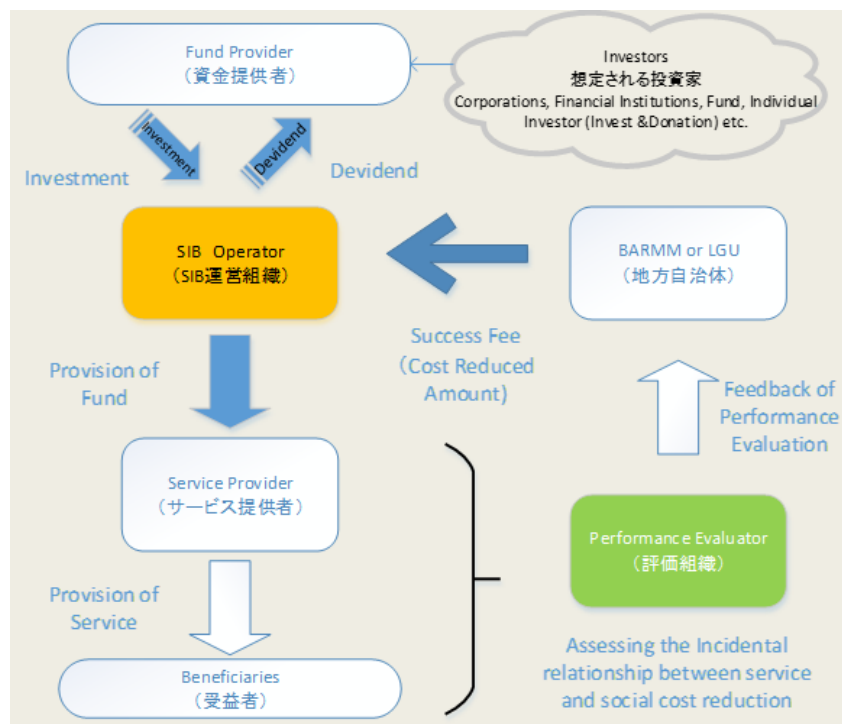 Fund Provider
（資金提供者）
Investors
想定される投資家
Corporations, Financial Institutions, Fund, Individual
Investor (Invest &Donation) etc.
Investment
Devidend
Investment
Devidend
SIB Operator
（SIB運営組織）
BARMM or LGU
（地方自治体）
Success Fee
（Cost Reduced
Amount）
Provision of
Fund
Feedback of
Performance
Evaluation
Service Provider
（サービス提供者）
Performance Evaluator
（評価組織）
Provision of
Service
Assessing the Incidental
relationship between service
and social cost reduction
Beneficiaries
（受益者）